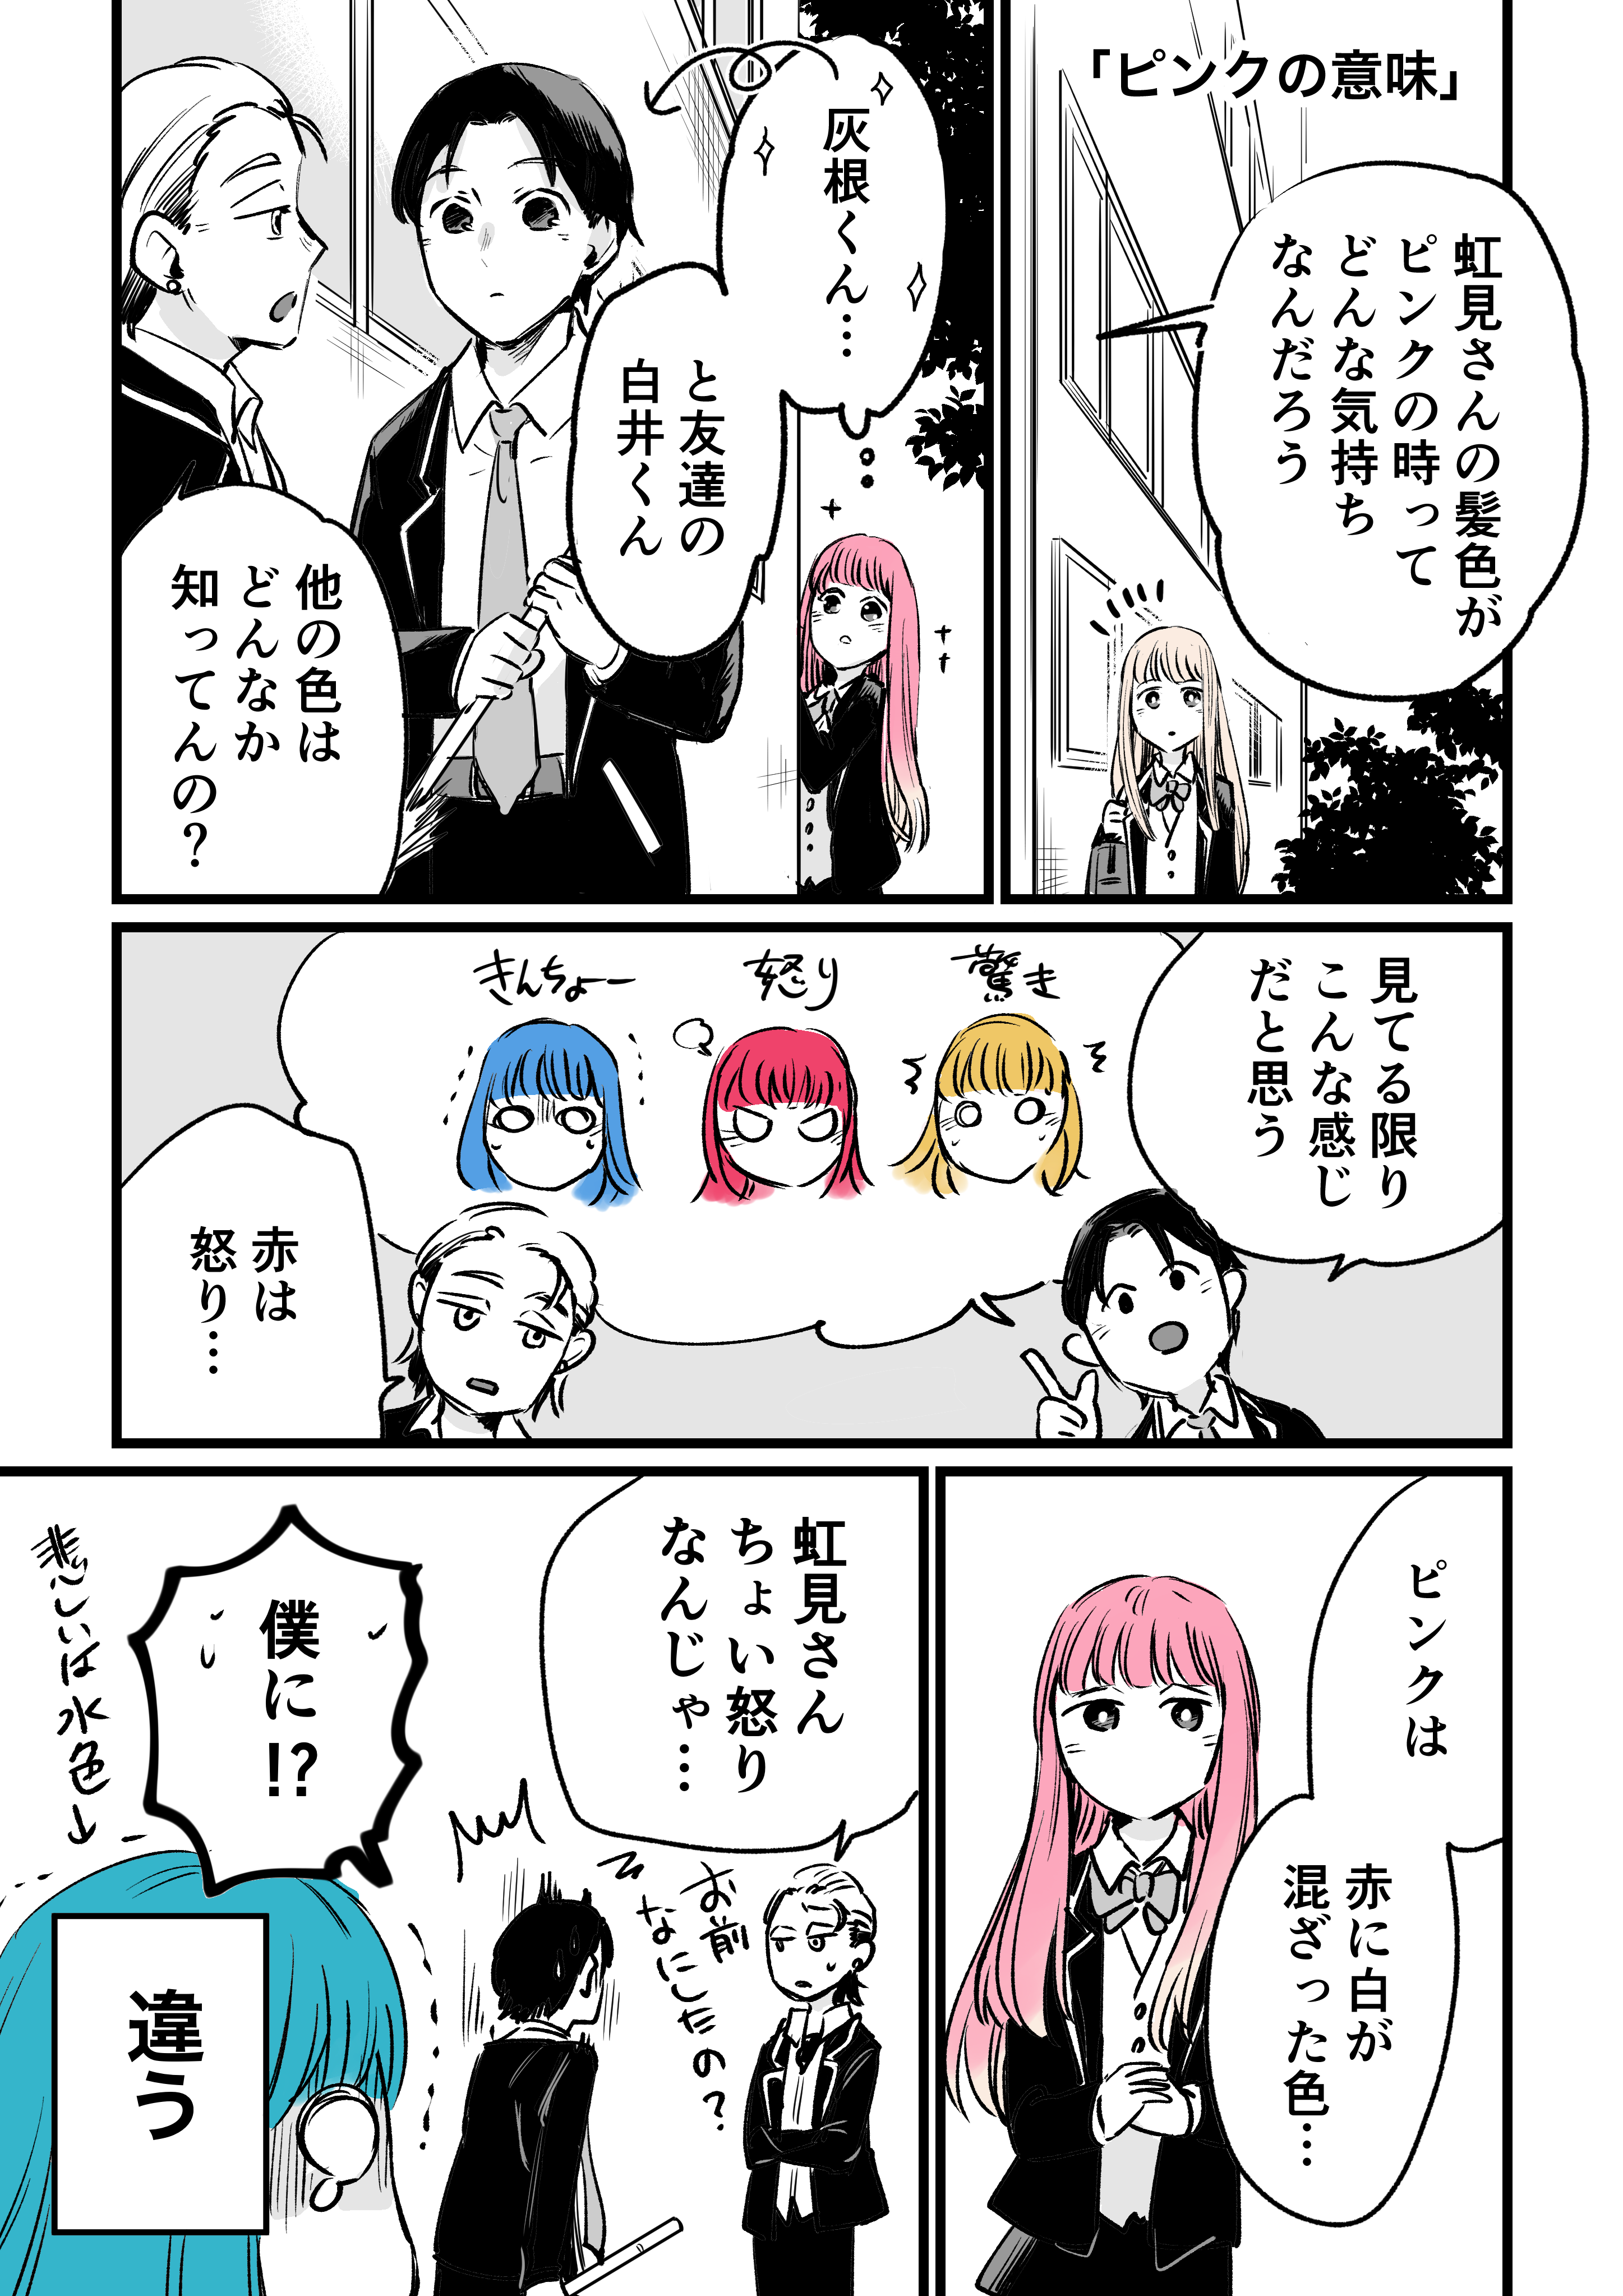 「ピンクの意味」
虹見さんの髪色が
ピンクの時って
どんな気持ち
なんだろう
灰根くん…
と友達の
白井くん
他の色は
どんなか
知ってんの？
見てる限り
こんな感じ
だと思う
驚き
怒り
きんちょー
赤は
怒り…
ピンクは
赤に白が
混ざった色…
虹見さん
ちょい怒り
なんじゃ…
お前
なにしたの？
僕に!?
悲しいは水色↓
違う